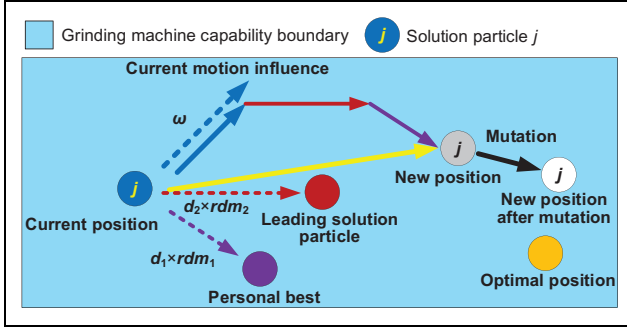 Grinding machine capability boundary
j Solution particle j
Current motion influence
ω
j
Mutation
New position
j
New position
after mutation
j
Current position
d2×rdm2
Leading solution
particle
d1×rdm1
Personal best
Optimal position